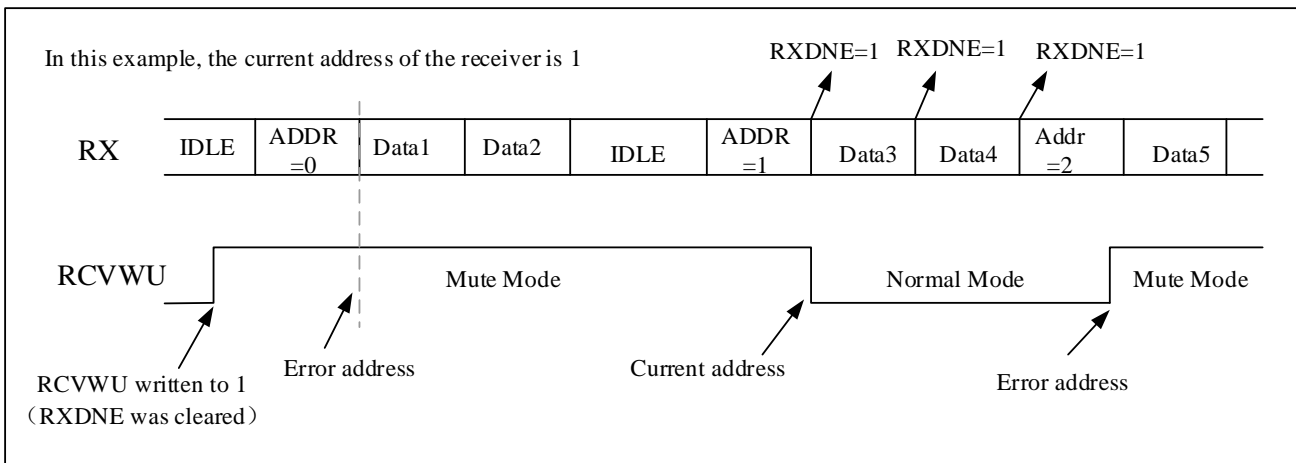 In this example, the current address of the receiver is 1
RXDNE=1
RXDNE=1
RXDNE=1
RX
IDLE
ADDR
=0
Data1
Data2
IDLE
ADDR
=1
Data3
Data4
Addr
=2
Data5
RCVWU
Mute Mode
Normal Mode
Mute Mode
Error address
Current address
Error address
RCVWU written to 1
（RXDNE was cleared）